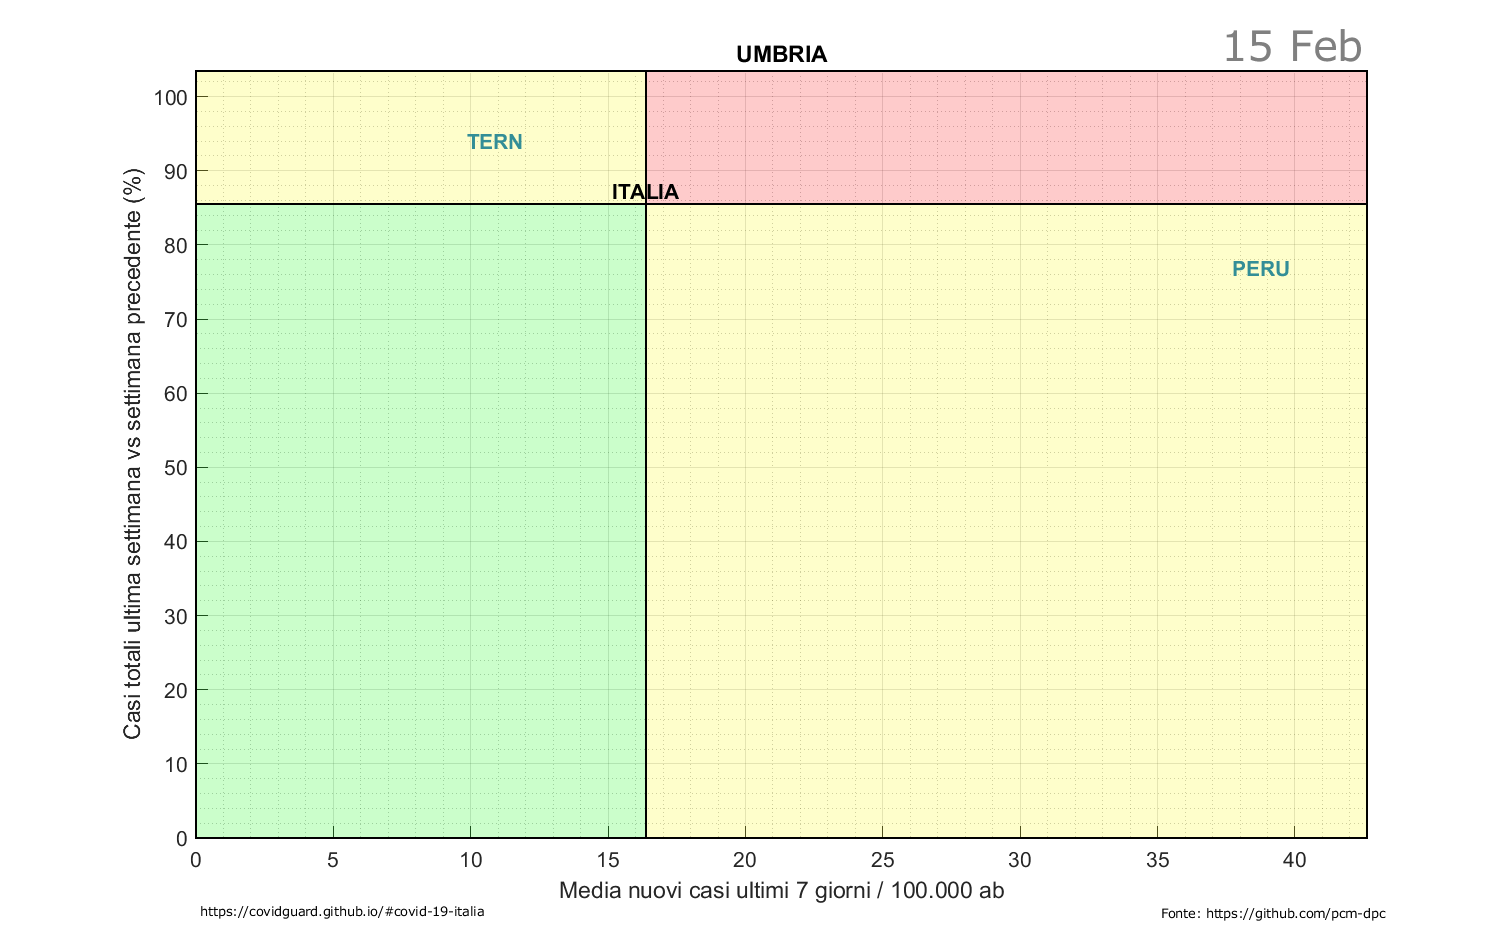 15 Feb
UMBRIA
100
90
80
70
60
50
40
30
20
10
0
Casi totali ultima settimana vs settimana precedente (%)
TERN
ITALIA
PERU
0 5 10 15 20 25 30 35 40
Media nuovi casi ultimi 7 giorni / 100.000 ab
https://covidguard.github.io/#covid-19-italia
Fonte: https://github.com/pcm-dpc